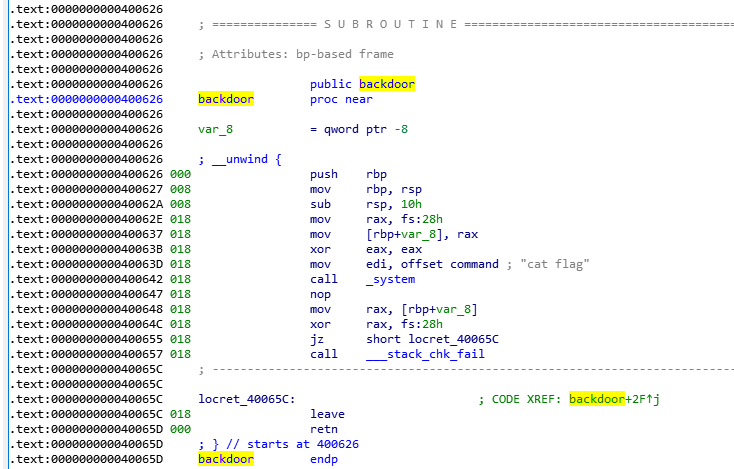 .text:0000000000400626
.text:0000000000400626 ; =============== S U B R O U T I N E =======================================
.text:0000000000400626
.text:0000000000400626 ; Attributes: bp-based frame
.text:0000000000400626
.text:0000000000400626 public backdoor
.text:0000000000400626 backdoor proc near
.text:0000000000400626
.text:0000000000400626 var_8 = qword ptr -8
.text:0000000000400626
.text:0000000000400626 ; __unwind {
.text:0000000000400626 000 push rbp
.text:0000000000400627 008 mov rbp, rsp
.text:000000000040062A 008 sub rsp, 10h
.text:000000000040062E 018 mov rax, fs:28h
.text:0000000000400637 018 mov [rbp+var_8], rax
.text:000000000040063B 018 xor eax, eax
.text:000000000040063D 018 mov edi, offset command ; "cat flag"
.text:0000000000400642 018 call _system
.text:0000000000400647 018 nop
.text:0000000000400648 018 mov rax, [rbp+var_8]
.text:000000000040064C 018 xor rax, fs:28h
.text:0000000000400655 018 jz short locret_40065C
.text:0000000000400657 018 call ___stack_chk_fail
.text:000000000040065C ; ---------------------------------------------------------------------------
.text:000000000040065C
.text:000000000040065C locret_40065C: ; CODE XREF: backdoor+2F↑j
.text:000000000040065C 018 leave
.text:000000000040065D 000 retn
.text:000000000040065D ; } // starts at 400626
.text:000000000040065D backdoor endp